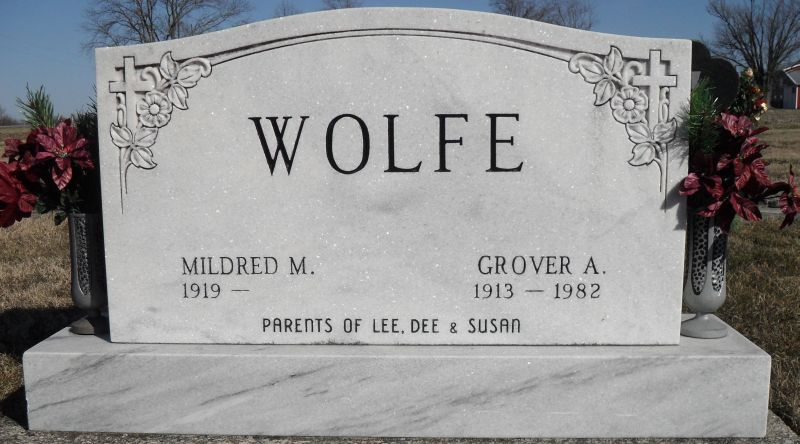 WOLFE
MILDRED M. GROVER A.
1919 — 1913 — 1982
PARENTS OF LEE, DEE & SUSAN